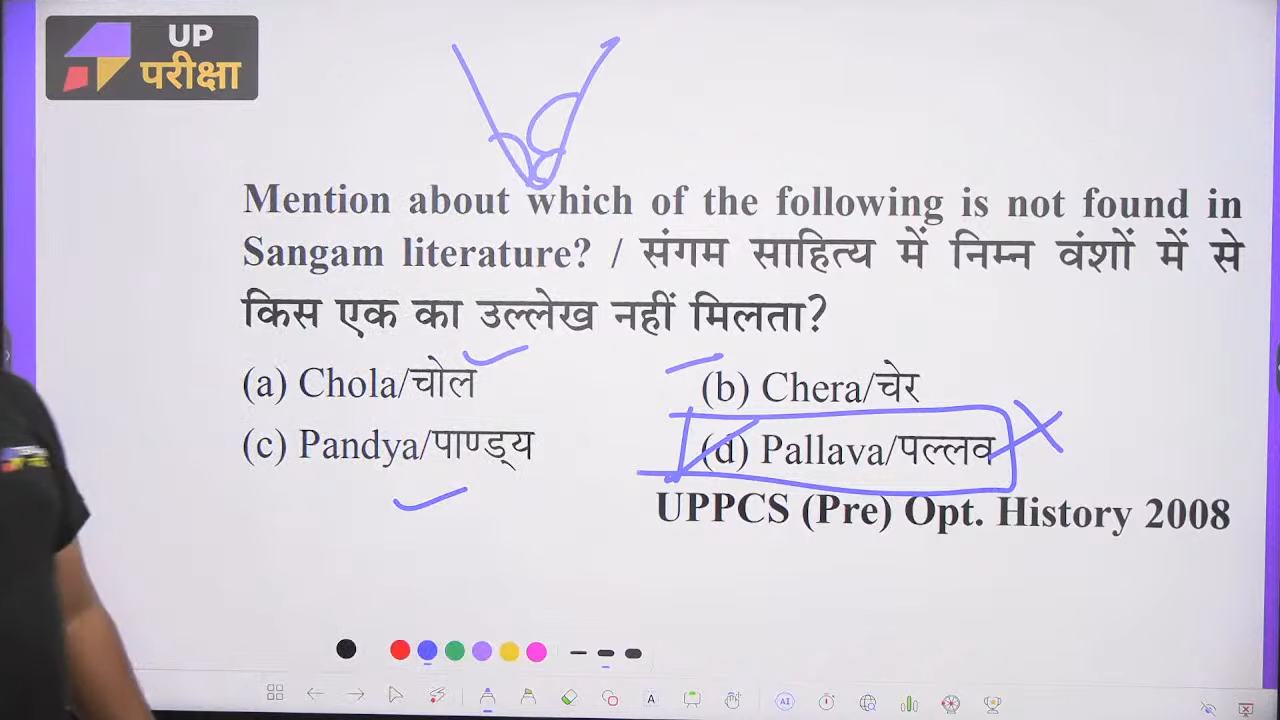 UP
परीक्षा
Mention about which of the following is not found in
Sangam literature? / संगम साहित्य में निम्न वंशों में से
किस एक का उल्लेख नहीं मिलता?
(a) Chola/चोल (b) Chera/चेर
(c) Pandya/पाण्ड्य (d) Pallava/पल्लव
UPPCS (Pre) Opt. History 2008
A
AI